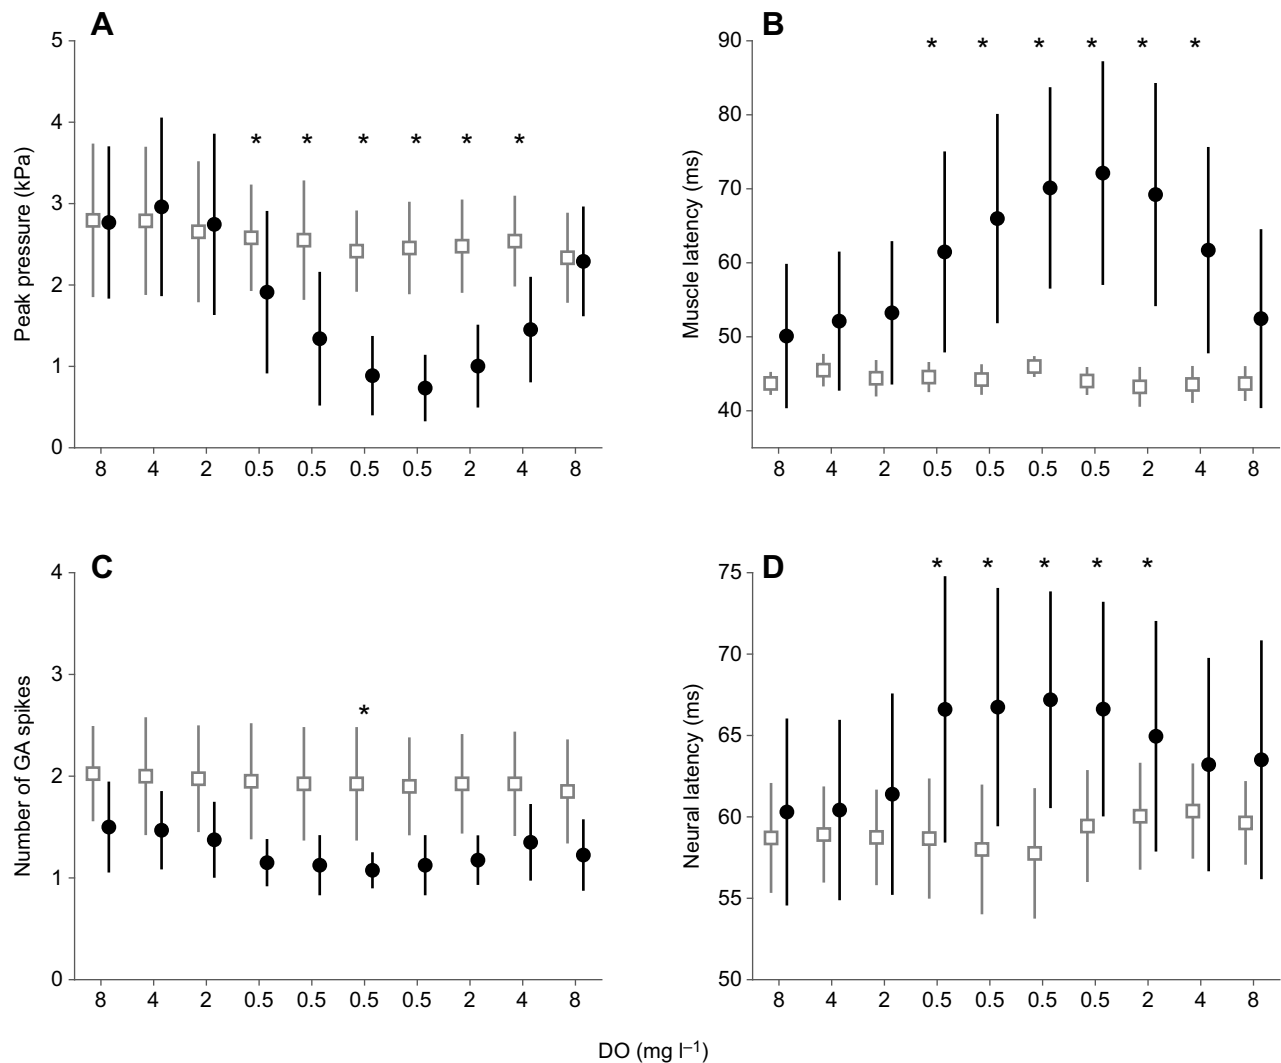 A
Peak pressure (kPa)
5
4
3
2
1
0
* * * * * *
8 4 2 0.5 0.5 0.5 0.5 2 4 8
B
Muscle latency (ms)
90
80
70
60
50
40
* * * * * *
8 4 2 0.5 0.5 0.5 0.5 2 4 8
C
Number of GA spikes
4
3
2
1
0
*
8 4 2 0.5 0.5 0.5 0.5 2 4 8
D
Neural latency (ms)
75
70
65
60
55
50
* * * * *
8 4 2 0.5 0.5 0.5 0.5 2 4 8
DO (mg l⁻¹)